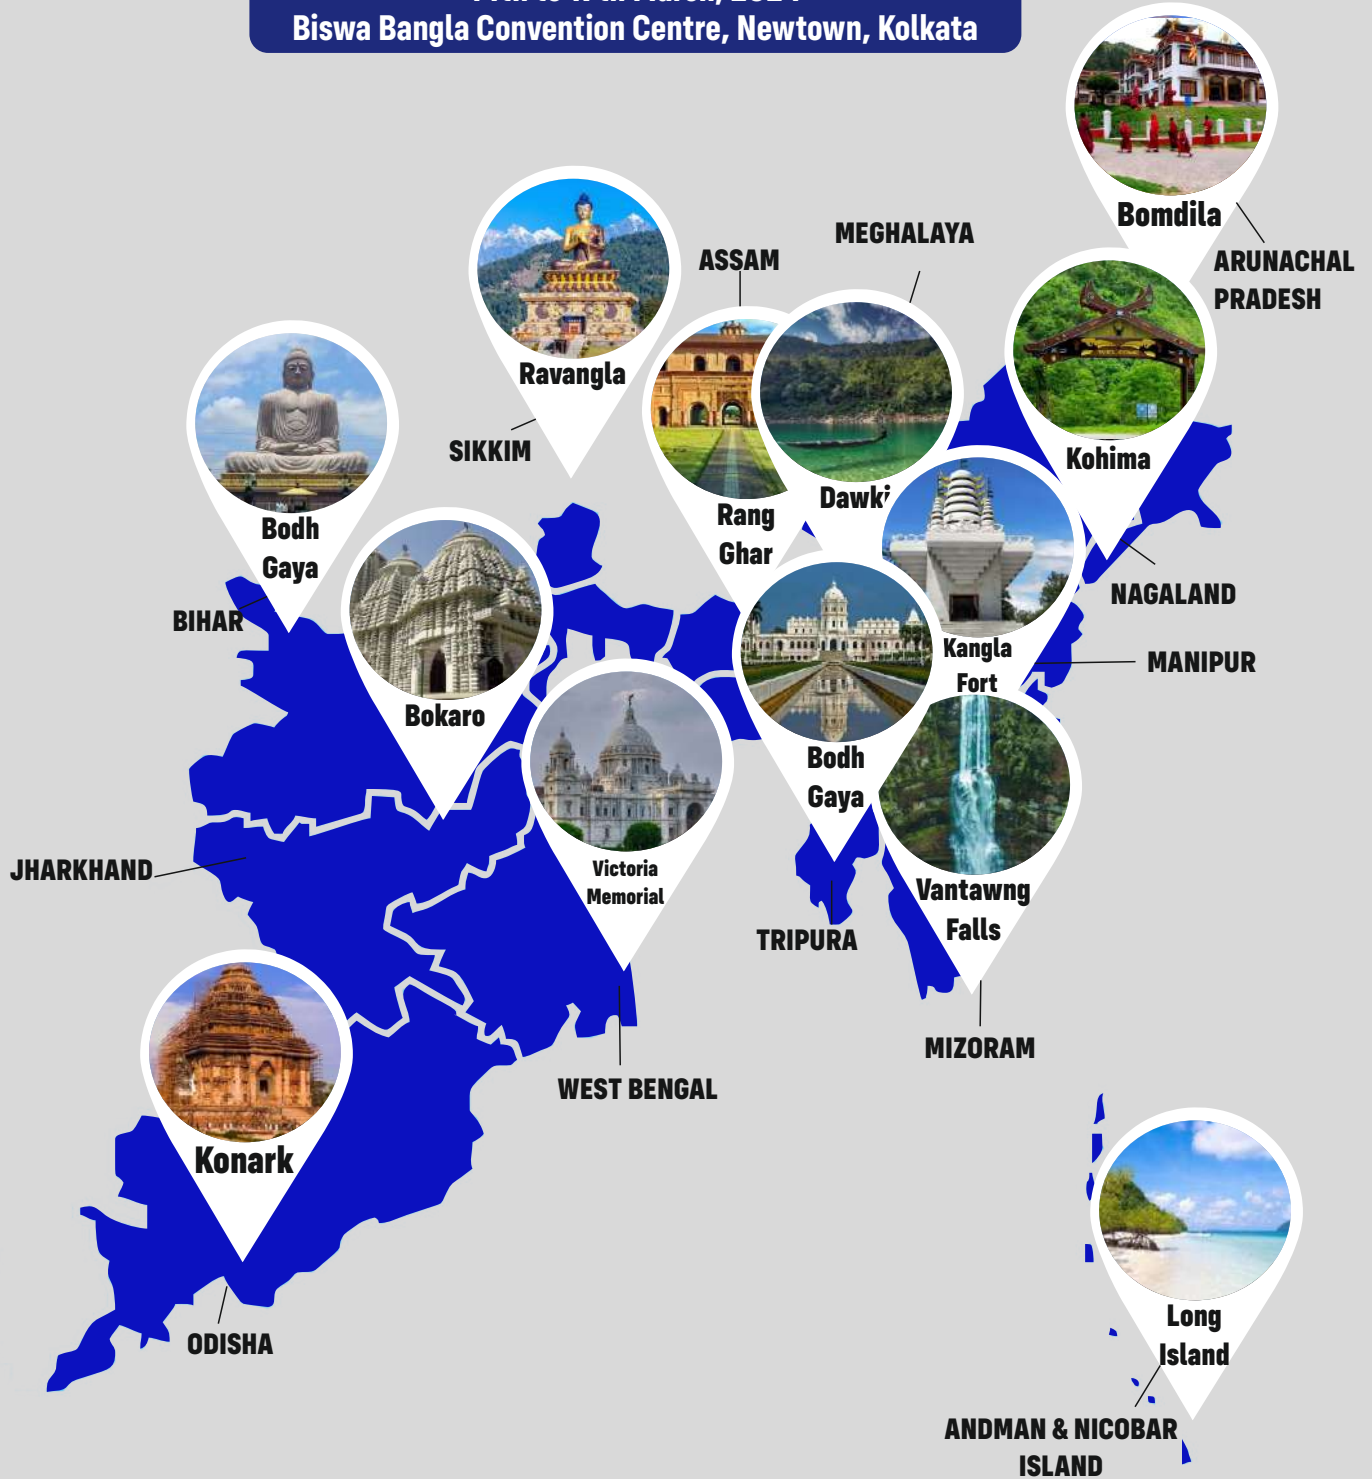 Biswa Bangla Convention Centre, Newtown, Kolkata
Bomdila
ARUNACHAL
PRADESH
MEGHALAYA
ASSAM
Ravangla
SIKKIM
Kohima
Dawki
Rang
Ghar
Bodh
Gaya
BIHAR
NAGALAND
Kangla
Fort
MANIPUR
Bokaro
Bodh
Gaya
Victoria
Memorial
JHARKHAND
Vantawng
Falls
TRIPURA
MIZORAM
WEST BENGAL
Konark
ODISHA
Long
Island
ANDMAN & NICOBAR
ISLAND